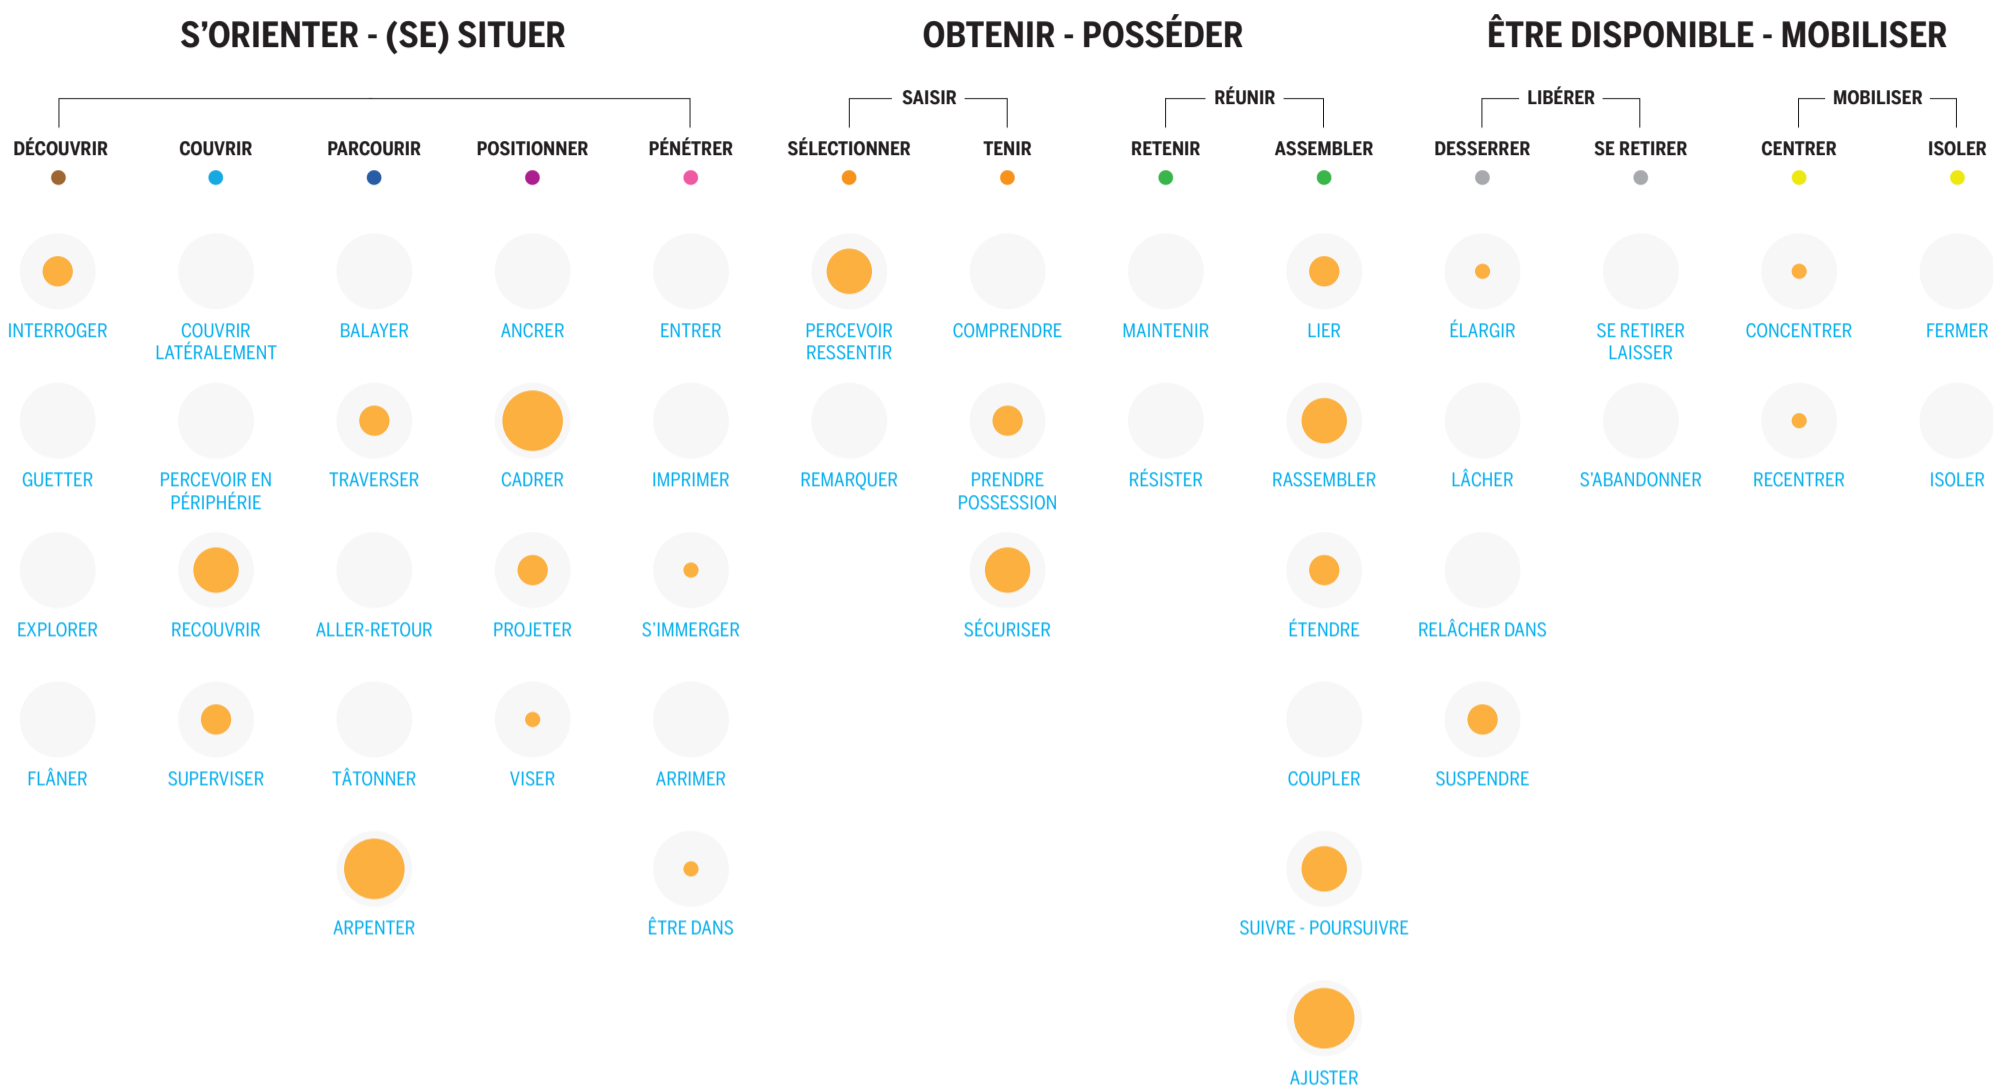 S'ORIENTER - (SE) SITUER
OBTENIR - POSSÉDER
ÊTRE DISPONIBLE - MOBILISER
SAISIR
RÉUNIR
LIBÉRER
MOBILISER
DÉCOUVRIR
COUVRIR
PARCOURIR
POSITIONNER
PÉNÉTRER
SÉLECTIONNER
TENIR
RETENIR
ASSEMBLER
DESSERRER
SE RETIRER
CENTRER
ISOLER
INTERROGER
COUVRIR
LATÉRALEMENT
BALAYER
ANCRER
ENTRER
PERCEVOIR
RESSENTIR
COMPRENDRE
MAINTENIR
LIER
ÉLARGIR
SE RETIRER
LAISSER
CONCENTRER
FERMER
GUETTER
PERCEVOIR EN
PÉRIPHÉRIE
TRAVERSER
CADRER
IMPRIMER
REMARQUER
PRENDRE
POSSESSION
RÉSISTER
RASSEMBLER
LÂCHER
S'ABANDONNER
RECENTRER
ISOLER
EXPLORER
RECOUVRIR
ALLER-RETOUR
PROJETER
S'IMMERGER
SÉCURISER
ÉTENDRE
RELÂCHER DANS
FLÂNER
SUPERVISER
TÂTONNER
VISER
ARRIMER
COUPLER
SUSPENDRE
ARPENTER
ÊTRE DANS
SUIVRE - POURSUIVRE
AJUSTER